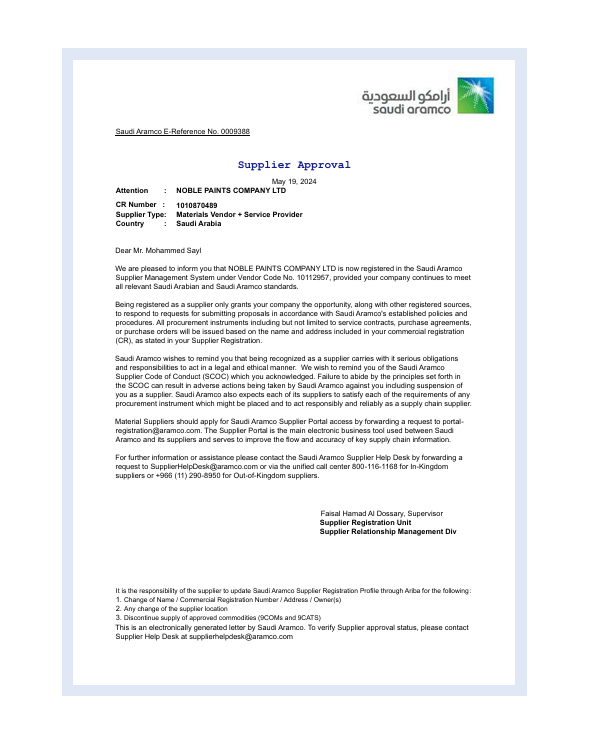 أرامكو السعودية
saudi aramco
Saudi Aramco E-Reference No. 0009388
Supplier Approval
May 19, 2024
Attention : NOBLE PAINTS COMPANY LTD
CR Number : 1010870489
Supplier Type: Materials Vendor + Service Provider
Country : Saudi Arabia
Dear Mr. Mohammed Sayl
We are pleased to inform you that NOBLE PAINTS COMPANY LTD is now registered in the Saudi Aramco
Supplier Management System under Vendor Code No. 10112957, provided your company continues to meet
all relevant Saudi Arabian and Saudi Aramco standards.
Being registered as a supplier only grants your company the opportunity, along with other registered sources,
to respond to requests for submitting proposals in accordance with Saudi Aramco's established policies and
procedures. All procurement instruments including but not limited to service contracts, purchase agreements,
or purchase orders will be issued based on the name and address included in your commercial registration
(CR), as stated in your Supplier Registration.
Saudi Aramco wishes to remind you that being recognized as a supplier carries with it serious obligations
and responsibilities to act in a legal and ethical manner. We wish to remind you of the Saudi Aramco
Supplier Code of Conduct (SCOC) which you acknowledged. Failure to abide by the principles set forth in
the SCOC can result in adverse actions being taken by Saudi Aramco against you including suspension of
you as a supplier. Saudi Aramco also expects each of its suppliers to satisfy each of the requirements of any
procurement instrument which might be placed and to act responsibly and reliably as a supply chain supplier.
Material Suppliers should apply for Saudi Aramco Supplier Portal access by forwarding a request to portal-
registration@aramco.com. The Supplier Portal is the main electronic business tool used between Saudi
Aramco and its suppliers and serves to improve the flow and accuracy of key supply chain information.
For further information or assistance please contact the Saudi Aramco Supplier Help Desk by forwarding a
request to SupplierHelpDesk@aramco.com or via the unified call center 800-116-1168 for In-Kingdom
suppliers or +966 (11) 290-8950 for Out-of-Kingdom suppliers.
Faisal Hamad Al Dossary, Supervisor
Supplier Registration Unit
Supplier Relationship Management Div
It is the responsibility of the supplier to update Saudi Aramco Supplier Registration Profile through Ariba for the following:
1. Change of Name / Commercial Registration Number / Address / Owner(s)
2. Any change of the supplier location
3. Discontinue supply of approved commodities (9COMs and 9CATS)
This is an electronically generated letter by Saudi Aramco. To verify Supplier approval status, please contact
Supplier Help Desk at supplierhelpdesk@aramco.com